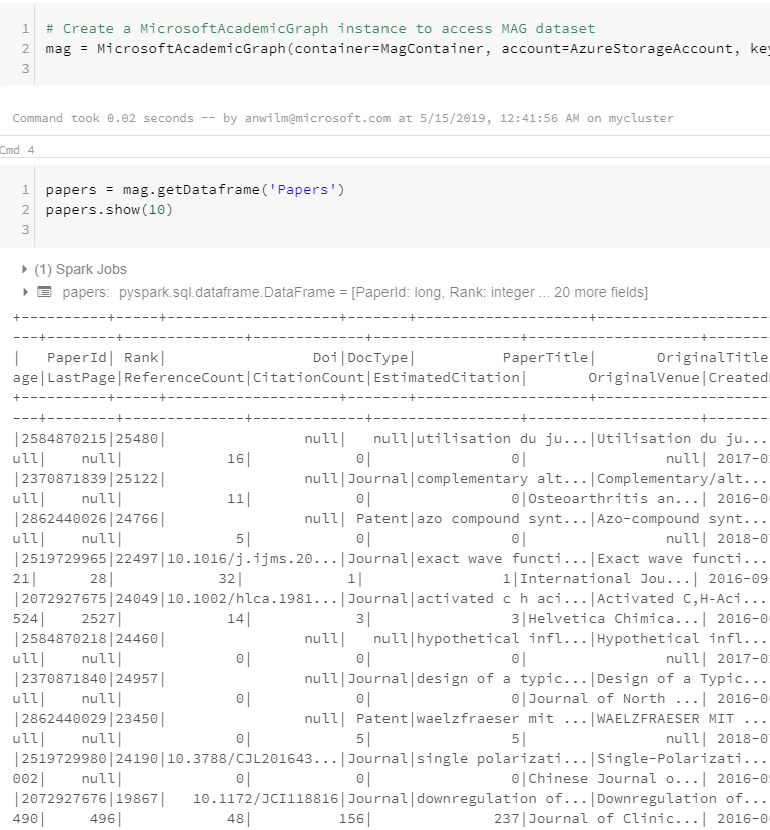 1 # Create a MicrosoftAcademicGraph instance to access MAG dataset
2 mag = MicrosoftAcademicGraph(container=MagContainer, account=AzureStorageAccount, key
3
Command took 0.02 seconds -- by anwilm@microsoft.com at 5/15/2019, 12:41:56 AM on mycluster
Cmd 4
1 papers = mag.getDataframe('Papers')
2 papers.show(10)
3
(1) Spark Jobs
papers: pyspark.sql.dataframe.DataFrame = [PaperId: long, Rank: integer ... 20 more fields]
+----------+-----+--------------------+-------+--------------------+--------------------
---+--------+--------------+-------------+-----------------+--------------------+-------
|   PaperId| Rank|                 Doi|DocType|          PaperTitle|       OriginalTitle
age|LastPage|ReferenceCount|CitationCount|EstimatedCitation|       OriginalVenue|Created
+----------+-----+--------------------+-------+--------------------+--------------------
---+--------+--------------+-------------+-----------------+--------------------+-------
|2584870215|25480|                null|   null|utilisation du ju...|Utilisation du ju...
ull|    null|            16|            0|                0|                null| 2017-0
|2370871839|25122|                null|Journal|complementary alt...|Complementary/alt...
ull|    null|            11|            0|                0|Osteoarthritis an...| 2016-0
|2862440026|24766|                null| Patent|azo compound synt...|Azo-compound synt...
ull|    null|             5|            0|                0|                null| 2018-0
|2519729965|22497|10.1016/j.ijms.20...|Journal|exact wave functi...|Exact wave functi...
21|      28|            32|            1|                1|International Jou...| 2016-09
|2072927675|24049|10.1002/hlca.1981...|Journal|activated c h aci...|Activated C,H-Aci...
524|    2527|            14|            3|                3|Helvetica Chimica...| 2016-0
|2584870218|24460|                null|   null|hypothetical infl...|Hypothetical infl...
ull|    null|             0|            0|                0|                null| 2017-0
|2370871840|24957|                null|Journal|design of a typic...|Design of a Typic...
ull|    null|             0|            0|                0|Journal of North ...| 2016-0
|2862440029|23450|                null| Patent|waelzfraeser mit ...|WAELZFRAESER MIT ...
ull|    null|             0|            5|                5|                null| 2018-0
|2519729980|24190|10.3788/CJL201643...|Journal|single polarizati...|Single-Polarizati...
002|    null|             0|            0|                0|Chinese Journal o...| 2016-0
|2072927676|19867|   10.1172/JCI118816|Journal|downregulation of...|Downregulation of...
490|     496|            48|          156|              237|Journal of Clinic...| 2016-0